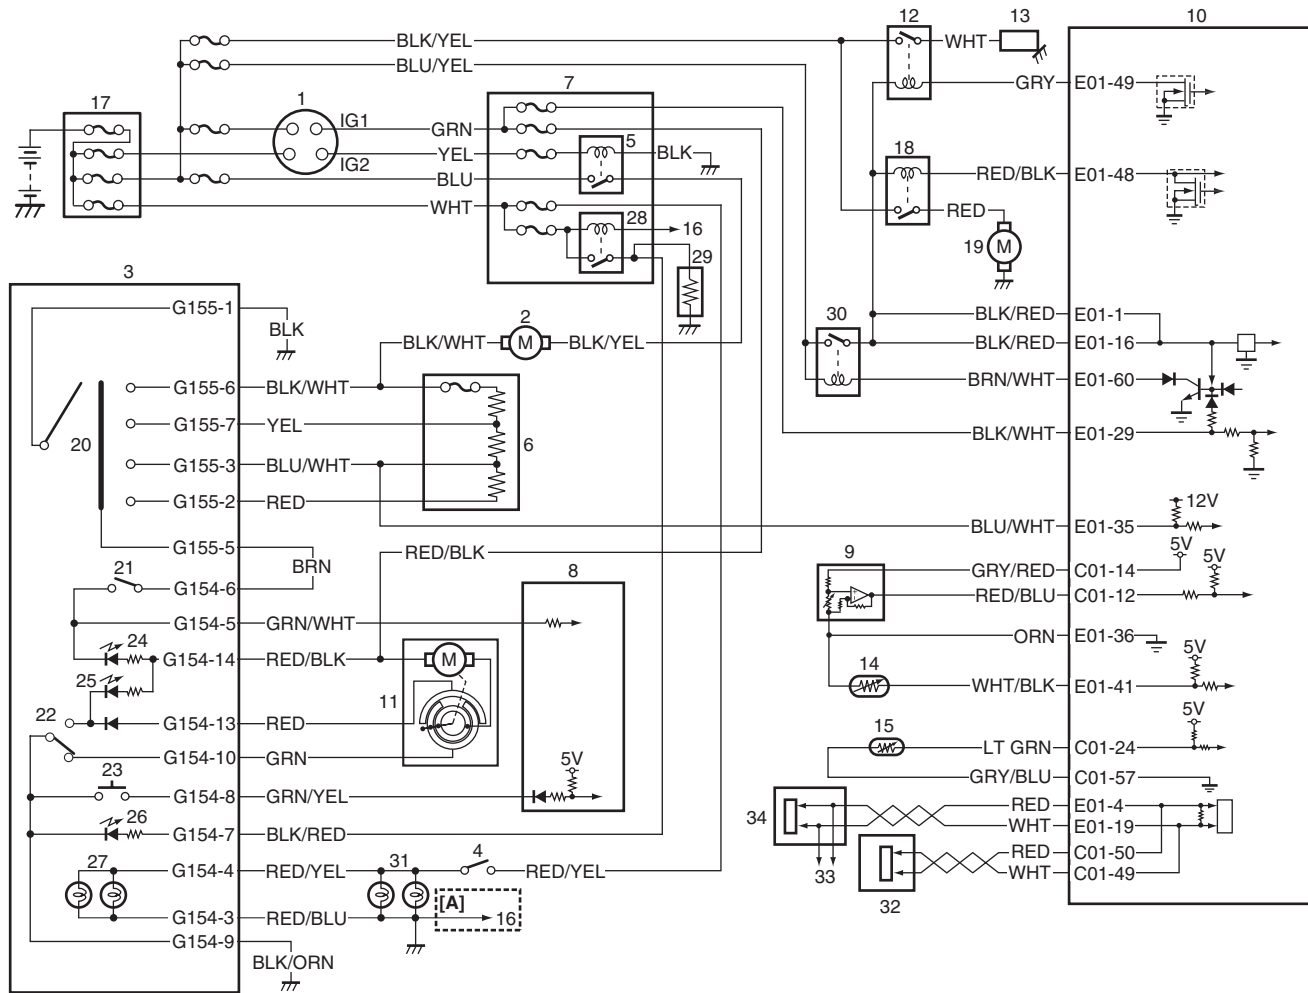 12 13 10
BLK/YEL WHT
BLU/YEL
17 1 7 GRY E01-49
IG1 GRN
IG2 YEL 5 BLK
BLU 18 RED/BLK E01-48
WHT 28 16 RED
29 19 M
3
G155-1 BLK
2 30 BLK/RED E01-1
BLK/WHT M BLK/YEL BLK/RED E01-16
G155-6 BLK/WHT BRN/WHT E01-60
G155-7 YEL
20 6 BLK/WHT E01-29
G155-3 BLU/WHT
G155-2 RED
12V
BLU/WHT E01-35
G155-5 BRN RED/BLK 5V 5V
21 8 9 GRY/RED C01-14
G154-6 RED/BLU C01-12
G154-5 GRN/WHT
24 ORN E01-36
G154-14 RED/BLK M 5V
25 14 WHT/BLK E01-41
11 5V
22 G154-13 RED 15
LT GRN C01-24
G154-10 GRN 5V
23 GRY/BLU C01-57
G154-8 GRN/YEL
34 RED E01-4
26 WHT E01-19
G154-7 BLK/RED
RED C01-50
27 31 4 33 WHT C01-49
G154-4 RED/YEL RED/YEL
32
[A]
G154-3 RED/BLU 16
G154-9
BLK/ORN